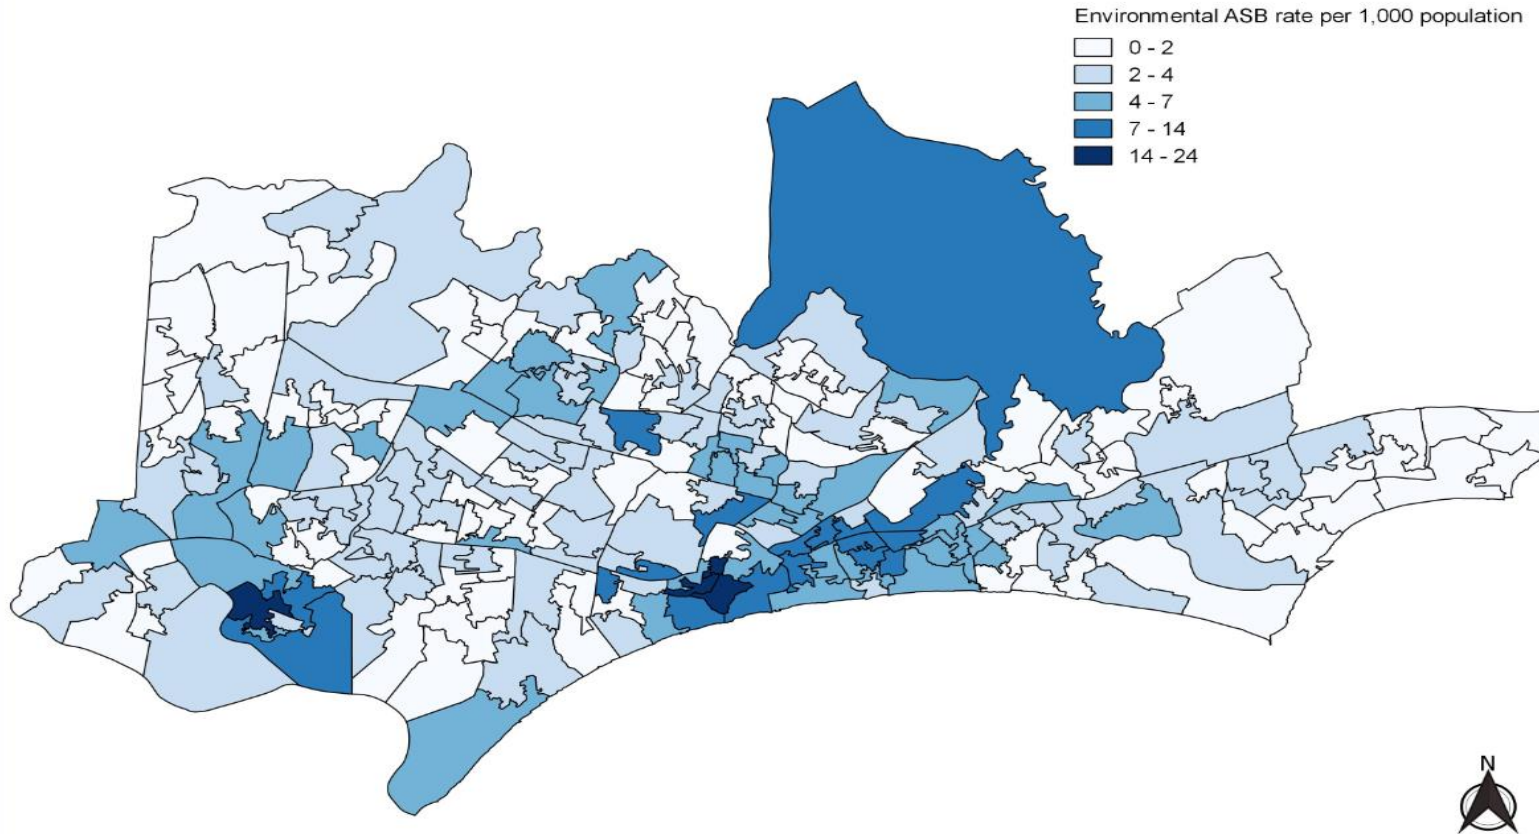 Environmental ASB rate per 1,000 population
0 - 2
2 - 4
4 - 7
7 - 14
14 - 24
N